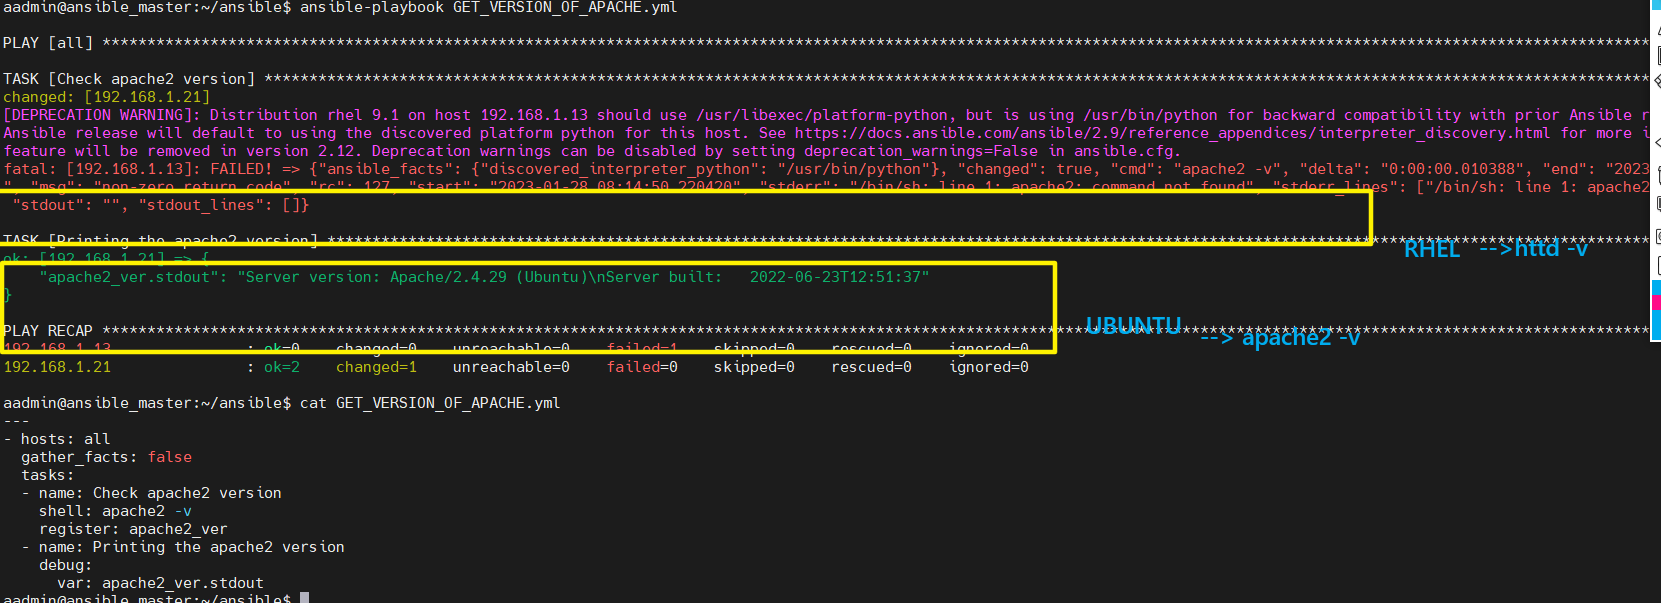 aadmin@ansible_master:~/ansible$ ansible-playbook GET_VERSION_OF_APACHE.yml
PLAY [all] ****************************************************************************************************************************************************************************
TASK [Check apache2 version] **********************************************************************************************************************************************************
changed: [192.168.1.21]
[DEPRECATION WARNING]: Distribution rhel 9.1 on host 192.168.1.13 should use /usr/libexec/platform-python, but is using /usr/bin/python for backward compatibility with prior Ansible r
Ansible release will default to using the discovered platform python for this host. See https://docs.ansible.com/ansible/2.9/reference_appendices/interpreter_discovery.html for more i
feature will be removed in version 2.12. Deprecation warnings can be disabled by setting deprecation_warnings=False in ansible.cfg.
fatal: [192.168.1.13]: FAILED! => {"ansible_facts": {"discovered_interpreter_python": "/usr/bin/python"}, "changed": true, "cmd": "apache2 -v", "delta": "0:00:00.010388", "end": "2023
", "msg": "non-zero return code", "rc": 127, "start": "2023-01-28 08:14:50.220420", "stderr": "/bin/sh: line 1: apache2: command not found", "stderr_lines": ["/bin/sh: line 1: apache2
"stdout": "", "stdout_lines": []}
TASK [Printing the apache2 version] ***************************************************************************************************************************************************
RHEL -->httd -v
ok: [192.168.1.21] => {
"apache2_ver.stdout": "Server version: Apache/2.4.29 (Ubuntu)\nServer built:   2022-06-23T12:51:37"
}
PLAY RECAP ****************************************************************************************************************************************************************************
UBUNTU
--> apache2 -v
192.168.1.13 : ok=0 changed=0 unreachable=0 failed=1 skipped=0 rescued=0 ignored=0
192.168.1.21 : ok=2 changed=1 unreachable=0 failed=0 skipped=0 rescued=0 ignored=0
aadmin@ansible_master:~/ansible$ cat GET_VERSION_OF_APACHE.yml
---
- hosts: all
gather_facts: false
tasks:
- name: Check apache2 version
shell: apache2 -v
register: apache2_ver
- name: Printing the apache2 version
debug:
var: apache2_ver.stdout
aadmin@ansible_master:~/ansible$